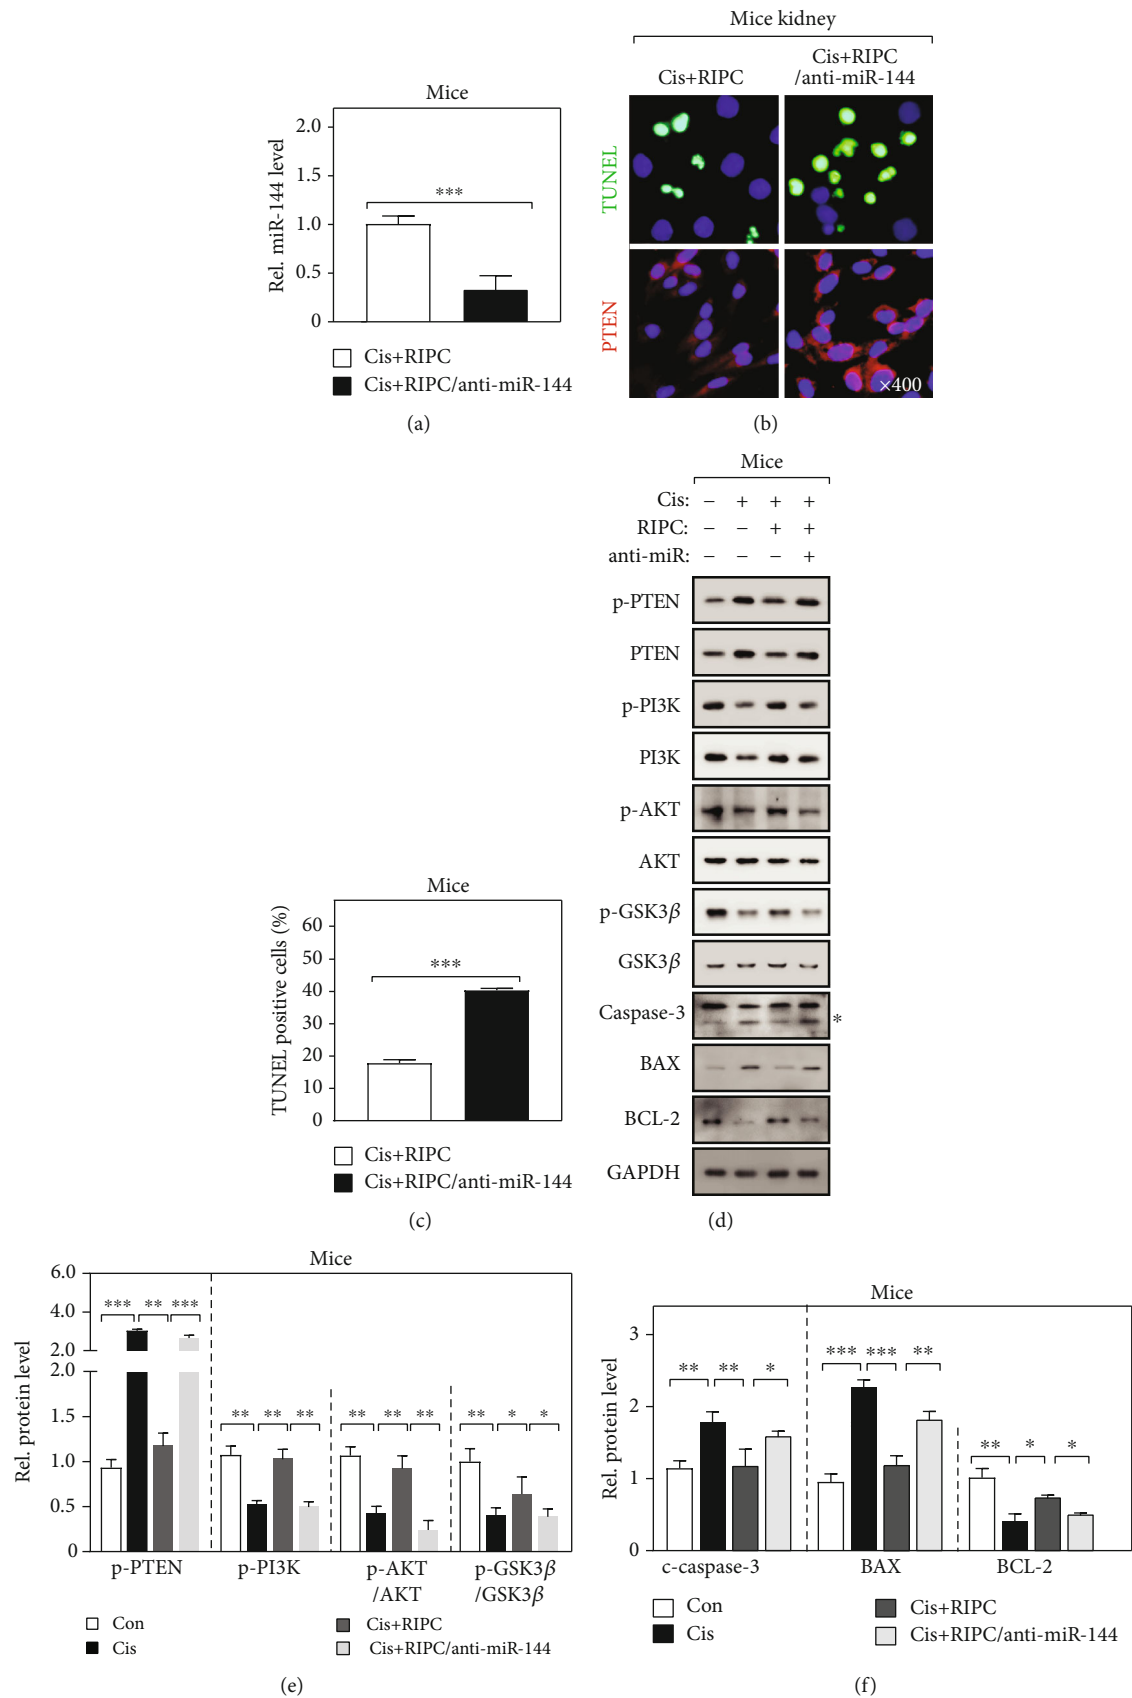 Mice
Rel. miR-144 level
2.0
1.5
1.0
0.5
0
***
Cis+RIPC
Cis+RIPC/anti-miR-144
(a)
Mice kidney
Cis+RIPC
Cis+RIPC
/anti-miR-144
TUNEL
PTEN
×400
(b)
Mice
TUNEL positive cells (%)
60
50
40
30
20
10
0
***
Cis+RIPC
Cis+RIPC/anti-miR-144
(c)
Mice
Cis: − + + +
RIPC: − − + +
anti-miR: − − − +
p-PTEN
PTEN
p-PI3K
PI3K
p-AKT
AKT
p-GSK3β
GSK3β
Caspase-3 *
BAX
BCL-2
GAPDH
(d)
Mice
Rel. protein level
6.0
4.0
2.0
2.0
1.5
1.0
0.5
0
*** ** ***
** ** ** ** ** ** ** * *
p-PTEN p-PI3K p-AKT p-GSK3β
/AKT /GSK3β
Con Cis+RIPC
Cis Cis+RIPC/anti-miR-144
(e)
Mice
Rel. protein level
3
2
1
0
** ** * *** *** ** ** * *
c-caspase-3 BAX BCL-2
Con Cis+RIPC
Cis Cis+RIPC/anti-miR-144
(f)